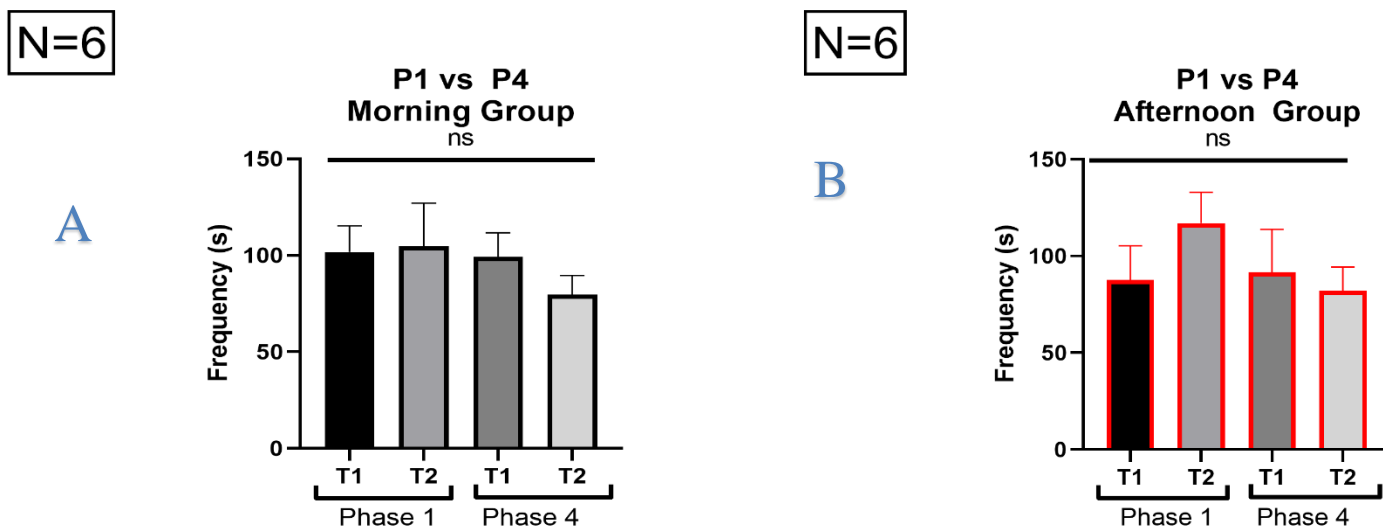 N=6
P1 vs P4
Morning Group
ns
A
150
100
50
0
Frequency (s)
T1 T2 T1 T2
Phase 1 Phase 4
N=6
P1 vs P4
Afternoon Group
ns
B
150
100
50
0
Frequency (s)
T1 T2 T1 T2
Phase 1 Phase 4